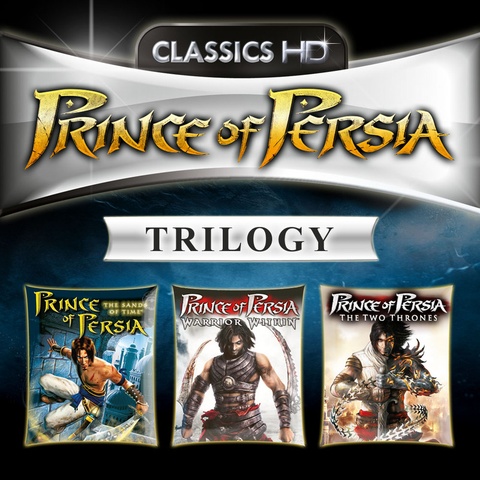 CLASSICS HD
PRINCE OF PERSIA
TRILOGY
PRINCE OF PERSIA
THE SANDS OF TIME
PRINCE OF PERSIA
WARRIOR WITHIN
PRINCE OF PERSIA
THE TWO THRONES